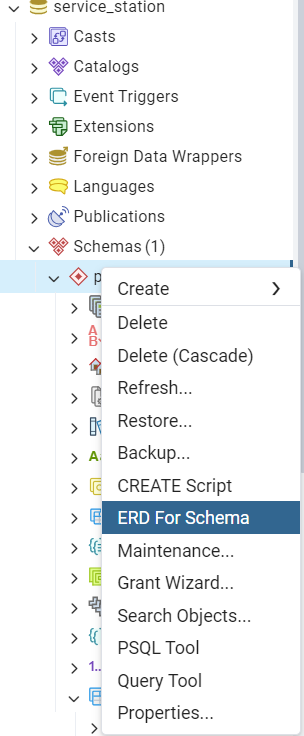 service_station
Casts
Catalogs
Event Triggers
Extensions
Foreign Data Wrappers
Languages
Publications
Schemas (1)
Create
Delete
Delete (Cascade)
Refresh...
Restore...
Backup...
CREATE Script
ERD For Schema
Maintenance...
Grant Wizard...
Search Objects...
PSQL Tool
Query Tool
Properties...